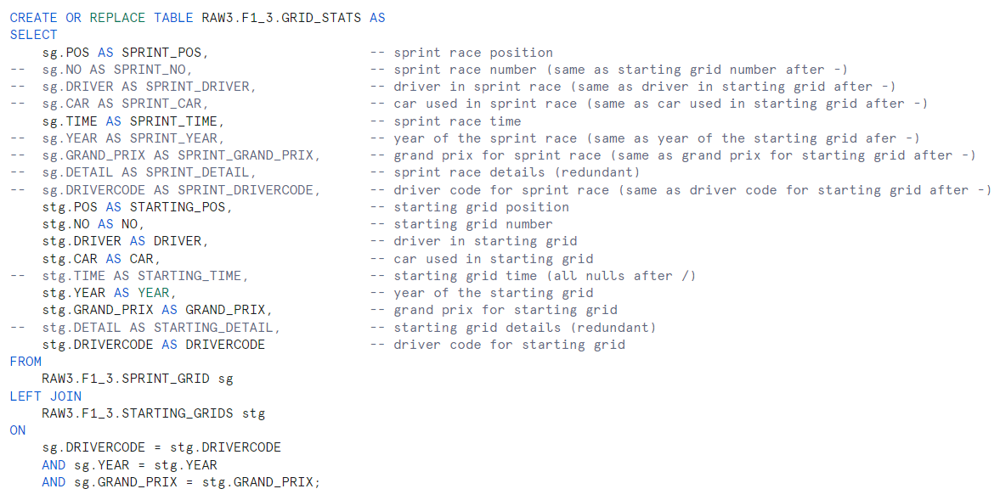 CREATE OR REPLACE TABLE RAW3.F1_3.GRID_STATS AS
SELECT
    sg.POS AS SPRINT_POS,                    -- sprint race position
--  sg.NO AS SPRINT_NO,                      -- sprint race number (same as starting grid number after -)
--  sg.DRIVER AS SPRINT_DRIVER,              -- driver in sprint race (same as driver in starting grid after -)
--  sg.CAR AS SPRINT_CAR,                    -- car used in sprint race (same as car used in starting grid after -)
    sg.TIME AS SPRINT_TIME,                  -- sprint race time
--  sg.YEAR AS SPRINT_YEAR,                  -- year of the sprint race (same as year of the starting grid afer -)
--  sg.GRAND_PRIX AS SPRINT_GRAND_PRIX,      -- grand prix for sprint race (same as grand prix for starting grid after -)
--  sg.DETAIL AS SPRINT_DETAIL,              -- sprint race details (redundant)
--  sg.DRIVERCODE AS SPRINT_DRIVERCODE,      -- driver code for sprint race (same as driver code for starting grid after -)
    stg.POS AS STARTING_POS,                 -- starting grid position
    stg.NO AS NO,                            -- starting grid number
    stg.DRIVER AS DRIVER,                    -- driver in starting grid
    stg.CAR AS CAR,                          -- car used in starting grid
--  stg.TIME AS STARTING_TIME,               -- starting grid time (all nulls after /)
    stg.YEAR AS YEAR,                        -- year of the starting grid
    stg.GRAND_PRIX AS GRAND_PRIX,            -- grand prix for starting grid
--  stg.DETAIL AS STARTING_DETAIL,           -- starting grid details (redundant)
    stg.DRIVERCODE AS DRIVERCODE             -- driver code for starting grid
FROM
    RAW3.F1_3.SPRINT_GRID sg
LEFT JOIN
    RAW3.F1_3.STARTING_GRIDS stg
ON
    sg.DRIVERCODE = stg.DRIVERCODE
    AND sg.YEAR = stg.YEAR
    AND sg.GRAND_PRIX = stg.GRAND_PRIX;